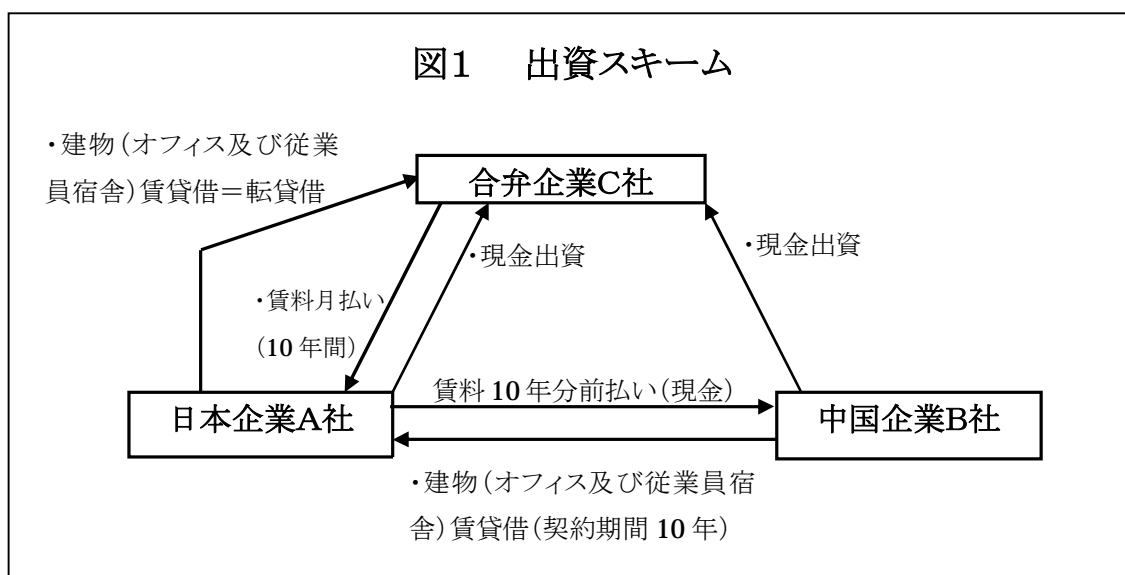 図1 出資スキーム
・建物(オフィス及び従業
員宿舎)賃貸借=転貸借
合弁企業C社
・現金出資
・現金出資
・賃料月払い
(10年間)
賃料10年分前払い(現金)
日本企業A社
中国企業B社
・建物(オフィス及び従業員宿
舎)賃貸借(契約期間10年)